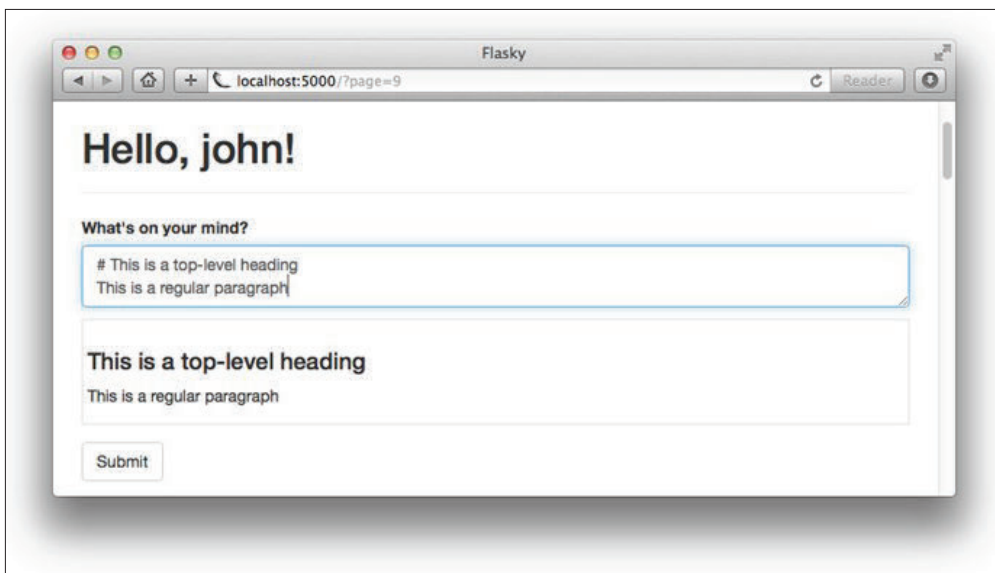 Flasky
localhost:5000/?page=9
Reader
Hello, john!
What's on your mind?
# This is a top-level heading
This is a regular paragraph
This is a top-level heading
This is a regular paragraph
Submit